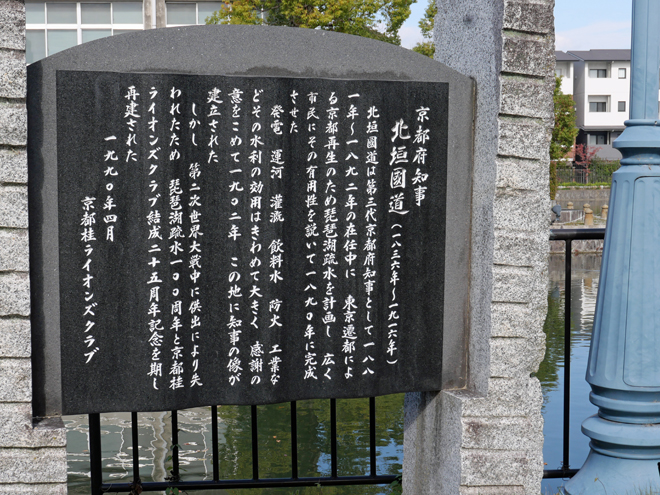 京都府知事
北垣國道（一八三六年～一九一六年）
北垣國道は第三代京都府知事として一八八
一年～一八九二年の在任中に　東京遷都によ
る京都再生のため琵琶湖疏水を計画し　広く
市民にその有用性を説いて一八九〇年に完成
させた
発電　運河　灌漑　飲料水　防火　工業な
どその水利の効用はきわめて大きく　感謝の
意をこめて一九〇二年　この地に知事の像が
建立された
しかし　第二次世界大戦中に供出により失
われたため　琵琶湖疏水一〇〇周年と京都桂
ライオンズクラブ結成二十五周年記念を期し
再建された
一九九〇年四月
京都桂ライオンズクラブ